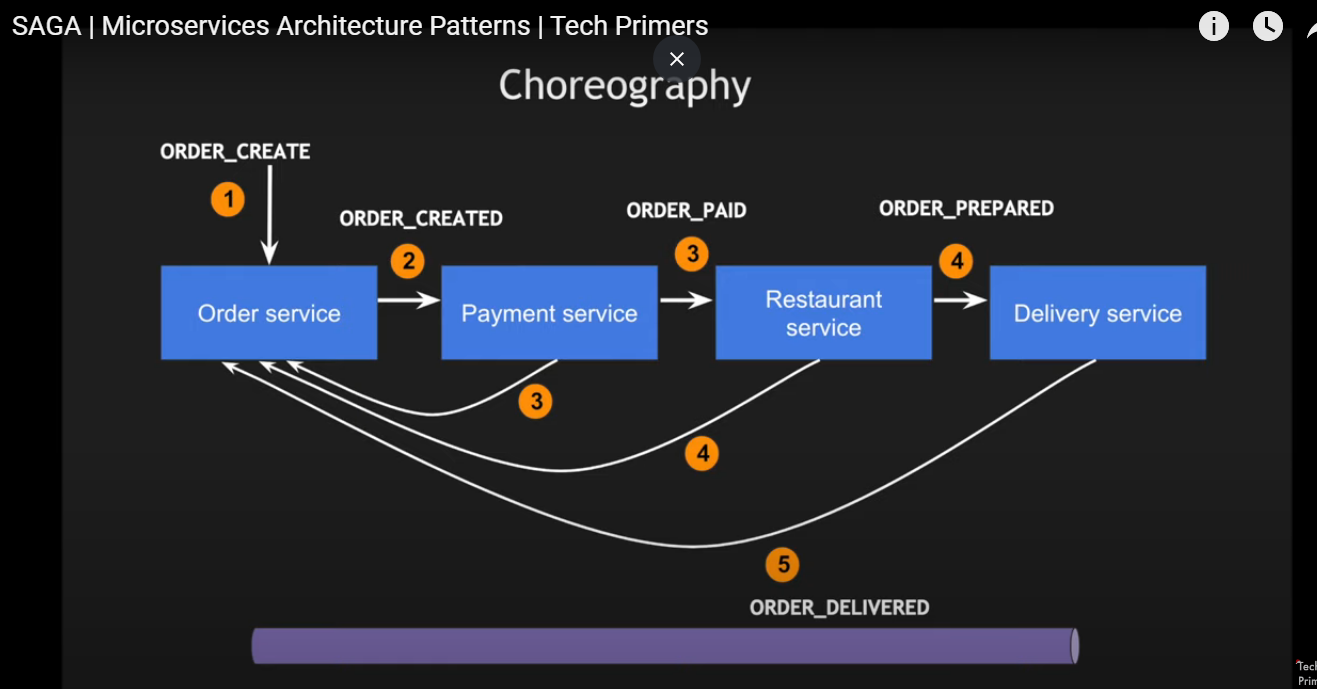 SAGA | Microservices Architecture Patterns | Tech Primers
Choreography
ORDER_CREATE
1
ORDER_CREATED
2
ORDER_PAID
3
ORDER_PREPARED
4
Order service
Payment service
Restaurant
service
Delivery service
3
4
5
ORDER_DELIVERED
Tech
Prim